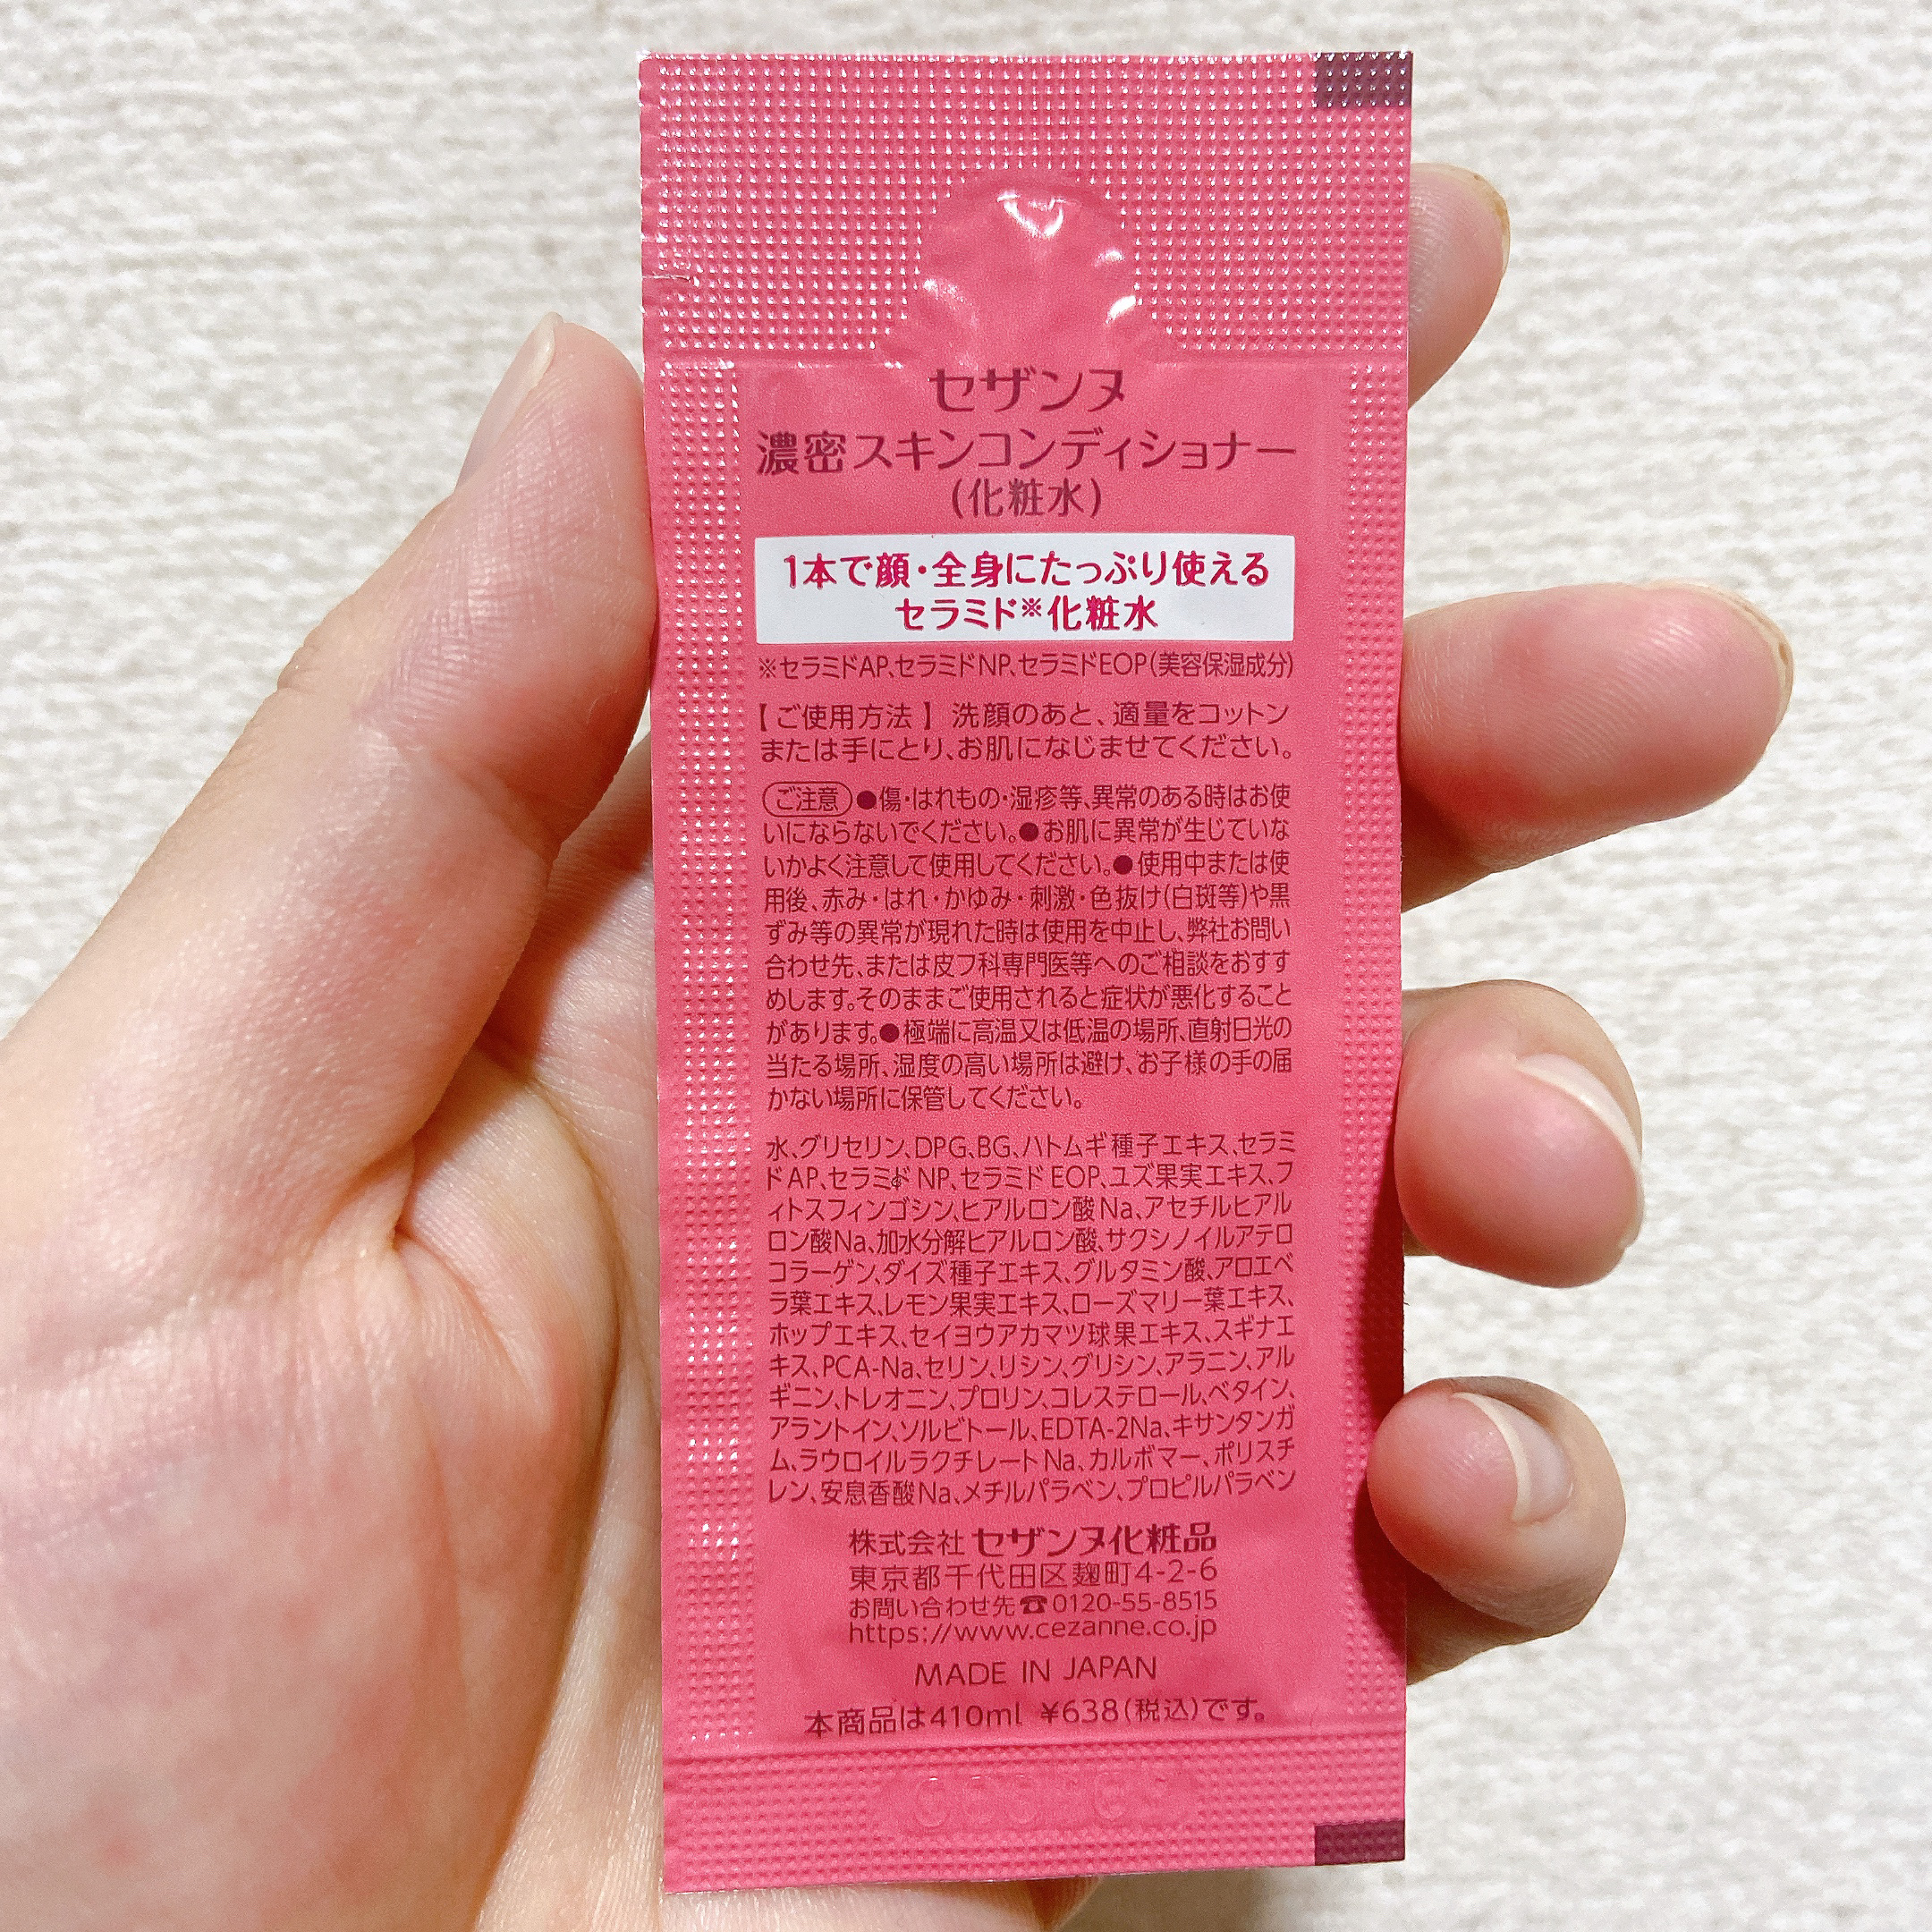 セザンヌ
濃密スキンコンディショナー
(化粧水)
1本で顔・全身にたっぷり使える
セラミド※化粧水
※セラミドAP、セラミドNP、セラミドEOP(美容保湿成分)
【ご使用方法】 洗顔のあと、適量をコットン
または手にとり、お肌になじませてください。
ご注意 ●傷・はれもの・湿疹等、異常のある時はお使
いにならないでください。●お肌に異常が生じていな
いかよく注意して使用してください。●使用中または使
用後、赤み・はれ・かゆみ・刺激・色抜け(白斑等)や黒
ずみ等の異常が現れた時は使用を中止し、弊社お問い
合わせ先、または皮フ科専門医等へのご相談をおすす
めします。そのままご使用されると症状が悪化すること
があります。●極端に高温又は低温の場所、直射日光の
当たる場所、湿度の高い場所は避け、お子様の手の届
かない場所に保管してください。
水、グリセリン、DPG、BG、ハトムギ種子エキス、セラミ
ドAP、セラミドNP、セラミドEOP、ユズ果実エキス、フ
ィトスフィンゴシン、ヒアルロン酸Na、アセチルヒアル
ロン酸Na、加水分解ヒアルロン酸、サクシノイルアテロ
コラーゲン、ダイズ種子エキス、グルタミン酸、アロエベ
ラ葉エキス、レモン果実エキス、ローズマリー葉エキス、
ホップエキス、セイヨウアカマツ球果エキス、スギナエ
キス、PCA-Na、セリン、リシン、グリシン、アラニン、アル
ギニン、トレオニン、プロリン、コレステロール、ベタイン、
アラントイン、ソルビトール、EDTA-2Na、キサンタンガ
ム、ラウロイルラクチレートNa、カルボマー、ポリスチ
レン、安息香酸Na、メチルパラベン、プロピルパラベン
株式会社 セザンヌ化粧品
東京都千代田区麹町4-2-6
お問い合わせ先☎0120-55-8515
https://www.cezanne.co.jp
MADE IN JAPAN
本商品は410ml ¥638(税込)です。